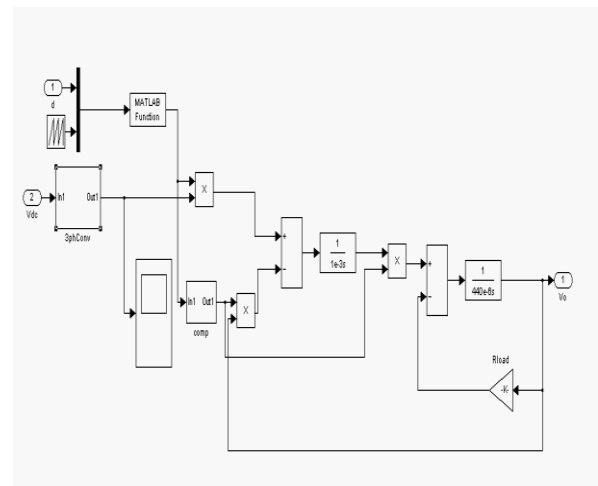 1
d
MATLAB
Function
2
Vdc
In1 Out1
3phConv
X
+
-
1
1e-3s
X
+
-
1
440e-6s
1
Vo
In1 Out1
comp
X
Rload
-K-